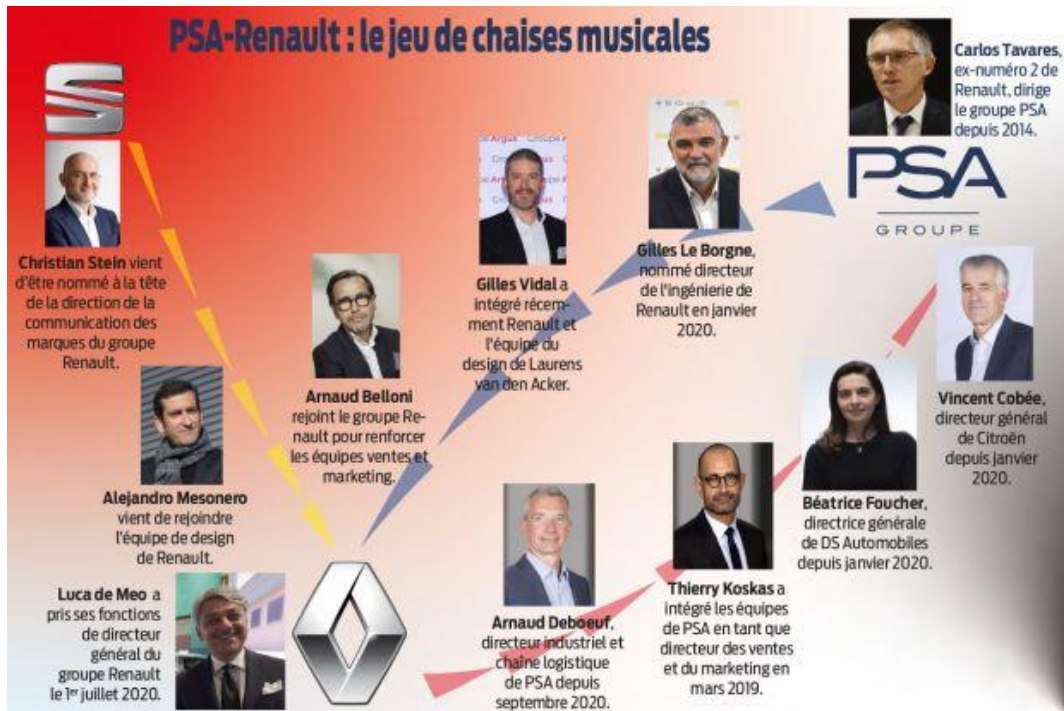 PSA-Renault : le jeu de chaises musicales
Carlos Tavares,
ex-numéro 2 de
Renault, dirige
le groupe PSA
depuis 2014.
PSA
GROUPE
Christian Stein vient
d'être nommé à la tête
de la direction de la
communication des
marques du groupe
Renault.
Arnaud Belloni
rejoint le groupe Re-
nault pour renforcer
les équipes ventes et
marketing.
Gilles Vidal a
intégré récem-
ment Renault et
l'équipe du
design de Laurens
van den Acker.
Gilles Le Borgne,
nommé directeur
de l'ingénierie de
Renault en janvier
2020.
Vincent Cobée,
directeur général
de Citroën
depuis janvier
2020.
Alejandro Mesonero
vient de rejoindre
l'équipe de design
de Renault.
Béatrice Foucher,
directrice générale
de DS Automobiles
depuis janvier 2020.
Luca de Meo a
pris ses fonctions
de directeur
général du
groupe Renault
le 1er juillet 2020.
Arnaud Deboeuf,
directeur industriel et
chaîne logistique
de PSA depuis
septembre 2020.
Thierry Koskas a
intégré les équipes
de PSA en tant que
directeur des ventes
et du marketing en
mars 2019.